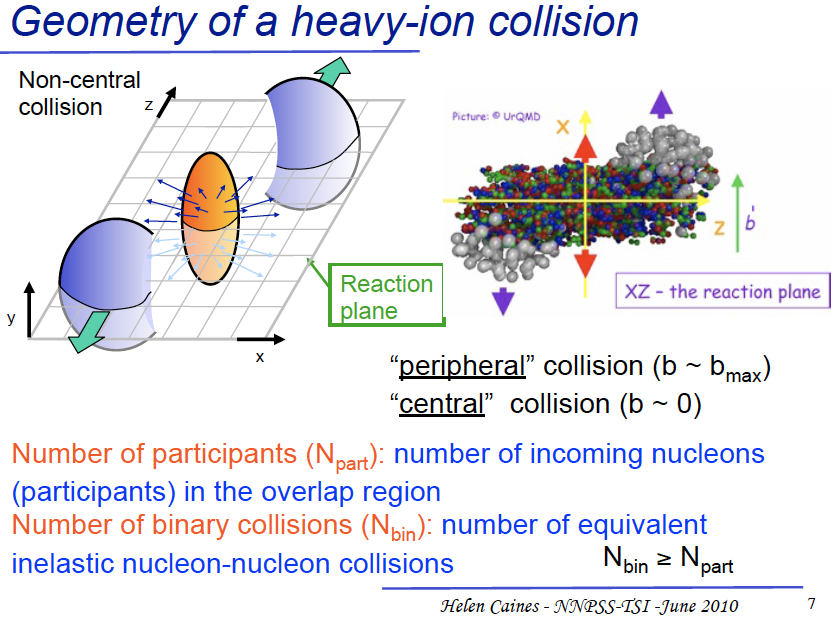 Geometry of a heavy-ion collision
Non-central
collision
z
y
x
Reaction
plane
Picture: © UrQMD
X
Z
b
XZ – the reaction plane
“peripheral” collision (b ~ bmax)
“central” collision (b ~ 0)
Number of participants (Npart): number of incoming nucleons
(participants) in the overlap region
Number of binary collisions (Nbin): number of equivalent
inelastic nucleon-nucleon collisions
Nbin ≥ Npart
Helen Caines - NNPSS-TSI -June 2010
7